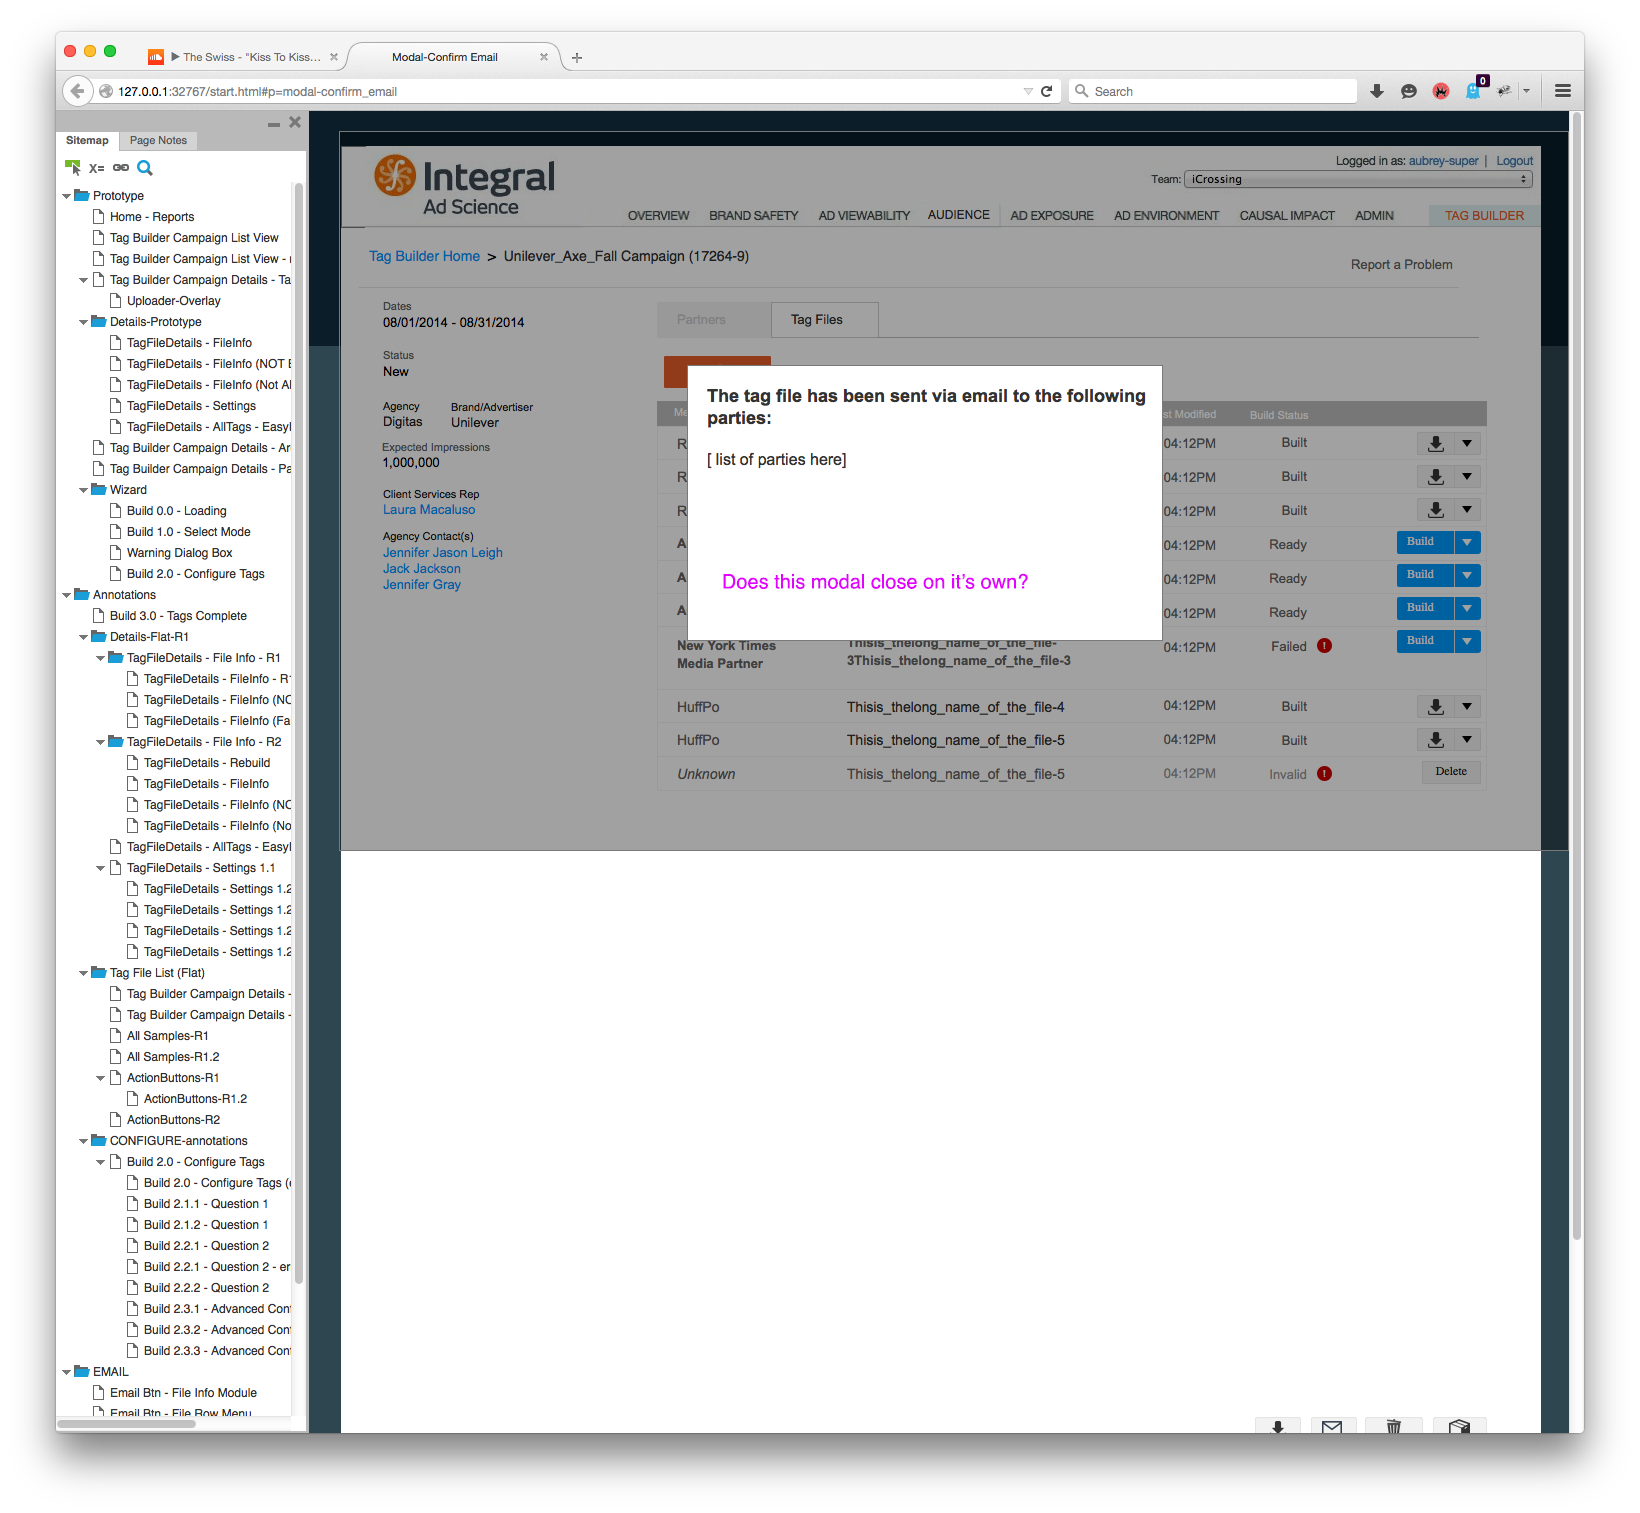 ▶ The Swiss - "Kiss To Kiss...
Modal-Confirm Email
127.0.0.1:32767/start.html#p=modal-confirm_email
Search
0
Sitemap
Page Notes
X=
Prototype
Home - Reports
Tag Builder Campaign List View
Tag Builder Campaign List View -
Tag Builder Campaign Details - Ta
Uploader-Overlay
Details-Prototype
TagFileDetails - FileInfo
TagFileDetails - FileInfo (NOT E
TagFileDetails - FileInfo (Not Al
TagFileDetails - Settings
TagFileDetails - AllTags - Easyl
Tag Builder Campaign Details - Ar
Tag Builder Campaign Details - Pa
Wizard
Build 0.0 - Loading
Build 1.0 - Select Mode
Warning Dialog Box
Build 2.0 - Configure Tags
Annotations
Build 3.0 - Tags Complete
Details-Flat-R1
TagFileDetails - File Info - R1
TagFileDetails - FileInfo - R1
TagFileDetails - FileInfo (NC
TagFileDetails - FileInfo (Fa
TagFileDetails - File Info - R2
TagFileDetails - Rebuild
TagFileDetails - FileInfo
TagFileDetails - FileInfo (NC
TagFileDetails - FileInfo (No
TagFileDetails - AllTags - Easyl
TagFileDetails - Settings 1.1
TagFileDetails - Settings 1.2
TagFileDetails - Settings 1.2
TagFileDetails - Settings 1.2
TagFileDetails - Settings 1.2
Tag File List (Flat)
Tag Builder Campaign Details -
Tag Builder Campaign Details -
All Samples-R1
All Samples-R1.2
ActionButtons-R1
ActionButtons-R1.2
ActionButtons-R2
CONFIGURE-annotations
Build 2.0 - Configure Tags
Build 2.0 - Configure Tags (
Build 2.1.1 - Question 1
Build 2.1.2 - Question 1
Build 2.2.1 - Question 2
Build 2.2.1 - Question 2 - er
Build 2.2.2 - Question 2
Build 2.3.1 - Advanced Con
Build 2.3.2 - Advanced Con
Build 2.3.3 - Advanced Con
EMAIL
Email Btn - File Info Module
Email Btn - File Row Menu
Integral
Ad Science
Logged in as: aubrey-super | Logout
Team: iCrossing
OVERVIEW BRAND SAFETY AD VIEWABILITY AUDIENCE AD EXPOSURE AD ENVIRONMENT CAUSAL IMPACT ADMIN TAG BUILDER
Tag Builder Home > Unilever_Axe_Fall Campaign (17264-9)
Report a Problem
Dates
08/01/2014 - 08/31/2014
Status
New
Agency Brand/Advertiser
Digitas Unilever
Expected Impressions
1,000,000
Client Services Rep
Laura Macaluso
Agency Contact(s)
Jennifer Jason Leigh
Jack Jackson
Jennifer Gray
Partners Tag Files
The tag file has been sent via email to the following
parties:
[ list of parties here]
Does this modal close on it's own?
Me st Modified Build Status
R 04:12PM Built
R 04:12PM Built
R 04:12PM Built
A 04:12PM Ready Build
A 04:12PM Ready Build
A 04:12PM Ready Build
New York Times Thisis_thelong_name_of_the_file- 04:12PM Failed ! Build
Media Partner 3Thisis_thelong_name_of_the_file-3
HuffPo Thisis_thelong_name_of_the_file-4 04:12PM Built
HuffPo Thisis_thelong_name_of_the_file-5 04:12PM Built
Unknown Thisis_thelong_name_of_the_file-5 04:12PM Invalid ! Delete